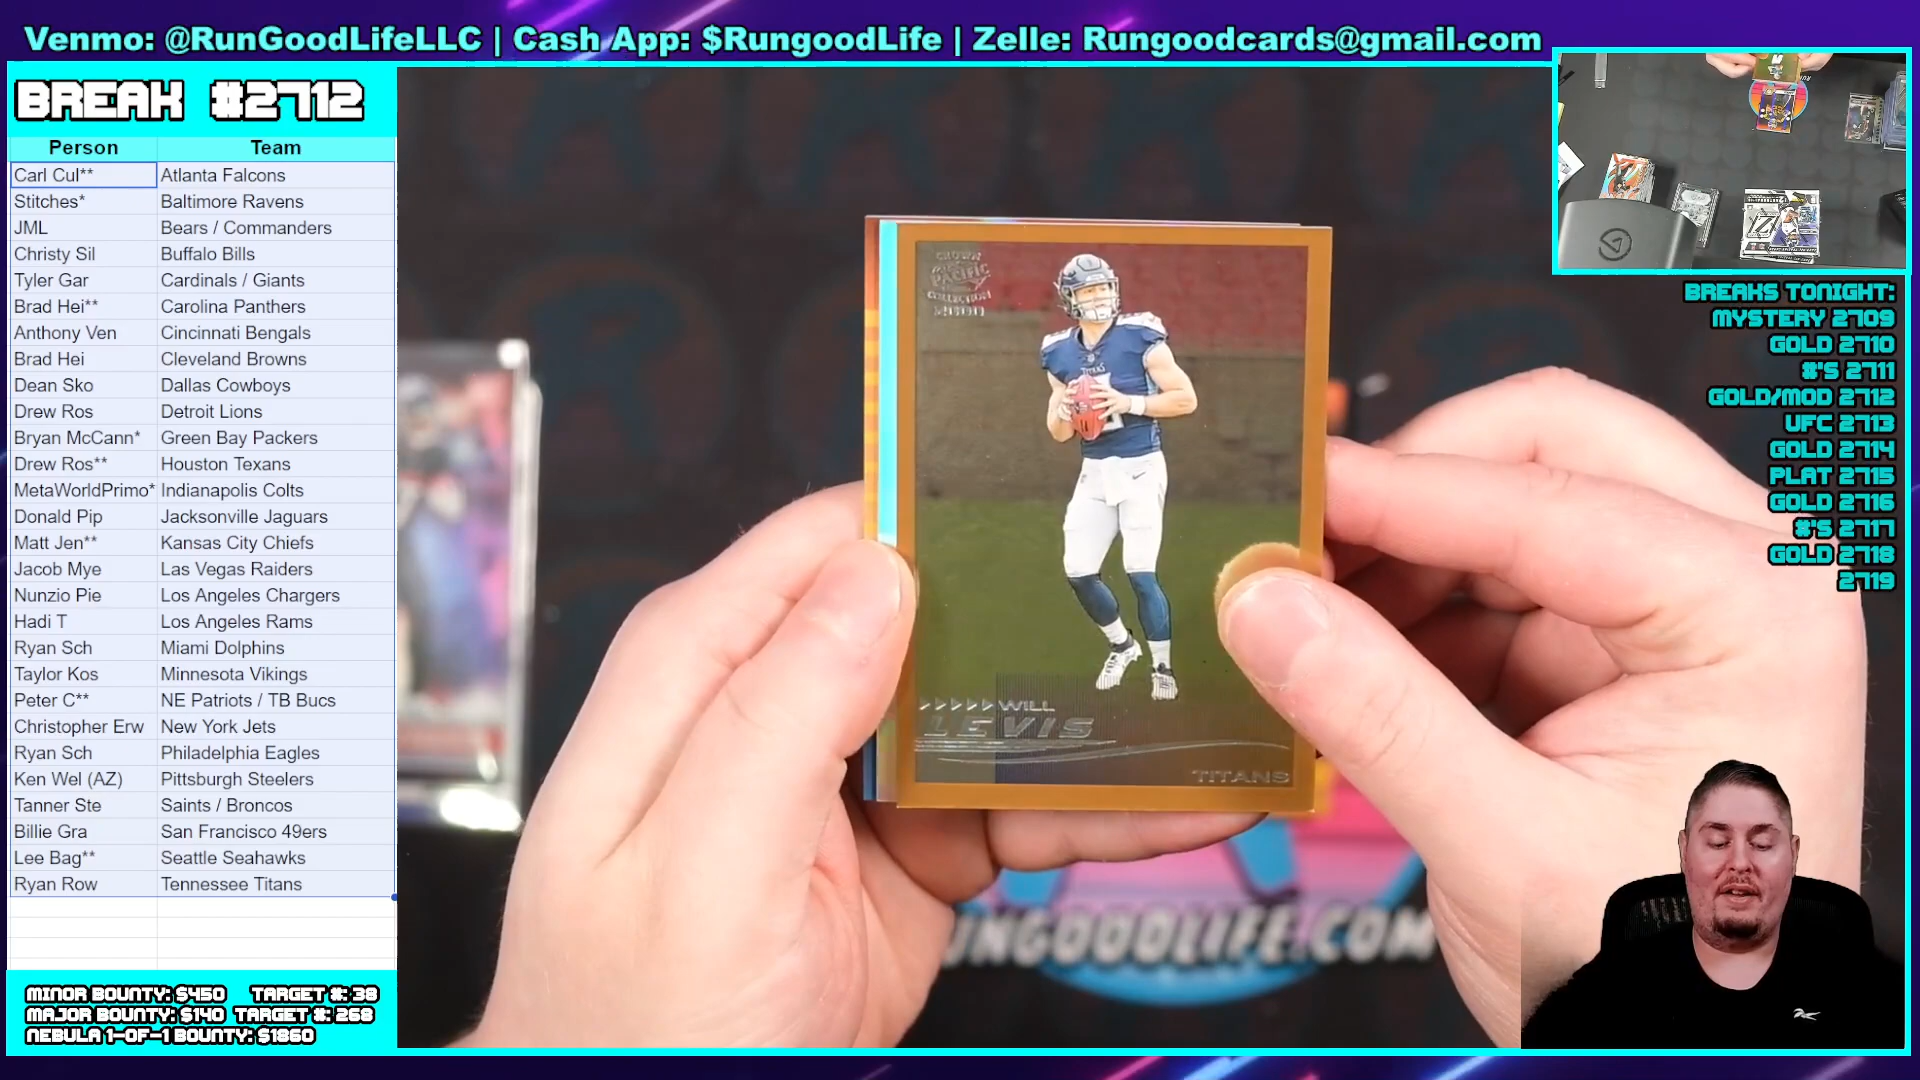 Venmo: @RunGoodLifeLLC | Cash App: $RungoodLife | Zelle: Rungoodcards@gmail.com
BREAK #2712
Person Team
Carl Cul** Atlanta Falcons
Stitches* Baltimore Ravens
JML Bears / Commanders
Christy Sil Buffalo Bills
Tyler Gar Cardinals / Giants
Brad Hei** Carolina Panthers
Anthony Ven Cincinnati Bengals
Brad Hei Cleveland Browns
Dean Sko Dallas Cowboys
Drew Ros Detroit Lions
Bryan McCann* Green Bay Packers
Drew Ros** Houston Texans
MetaWorldPrimo* Indianapolis Colts
Donald Pip Jacksonville Jaguars
Matt Jen** Kansas City Chiefs
Jacob Mye Las Vegas Raiders
Nunzio Pie Los Angeles Chargers
Hadi T Los Angeles Rams
Ryan Sch Miami Dolphins
Taylor Kos Minnesota Vikings
Peter C** NE Patriots / TB Bucs
Christopher Erw New York Jets
Ryan Sch Philadelphia Eagles
Ken Wel (AZ) Pittsburgh Steelers
Tanner Ste Saints / Broncos
Billie Gra San Francisco 49ers
Lee Bag** Seattle Seahawks
Ryan Row Tennessee Titans
MINOR BOUNTY: $450 TARGET #: 38
MAJOR BOUNTY: $140 TARGET #: 268
NEBULA 1-OF-1 BOUNTY: $1860
CROWN
PACIFIC
COLLECTION
TITANS
WILL
LEVIS
TITANS
UNGOODLIFE.COM
BREAKS TONIGHT:
MYSTERY 2709
GOLD 2710
#'S 2711
GOLD/MOD 2712
UFC 2713
GOLD 2714
PLAT 2715
GOLD 2716
#'S 2717
GOLD 2718
2719